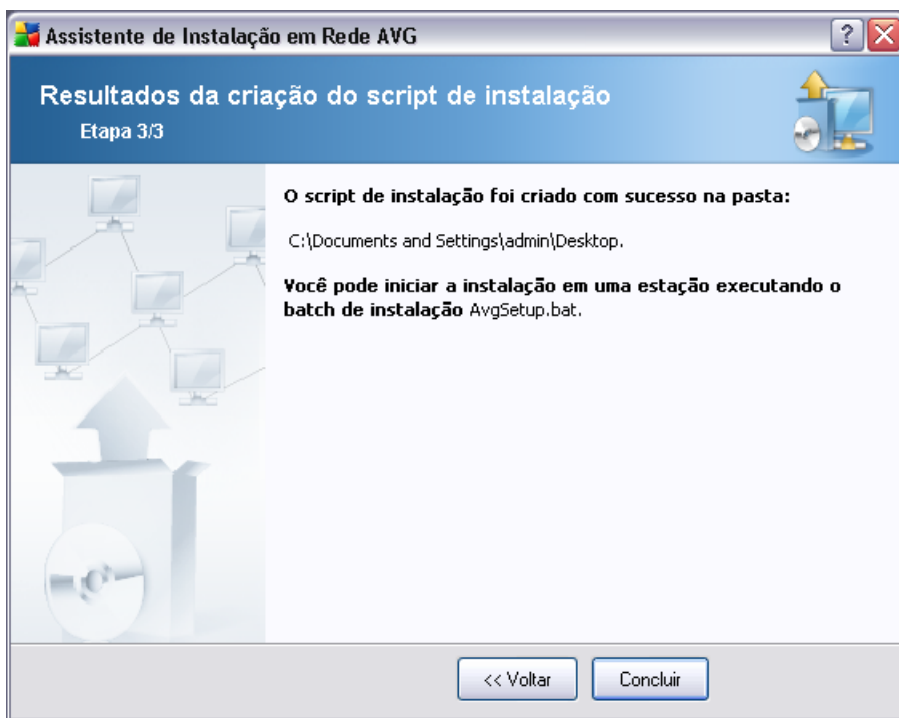 Assistente de Instalação em Rede AVG
Resultados da criação do script de instalação
Etapa 3/3
O script de instalação foi criado com sucesso na pasta:
C:\Documents and Settings\admin\Desktop.
Você pode iniciar a instalação em uma estação executando o
batch de instalação AvgSetup.bat.
<< Voltar
Concluir